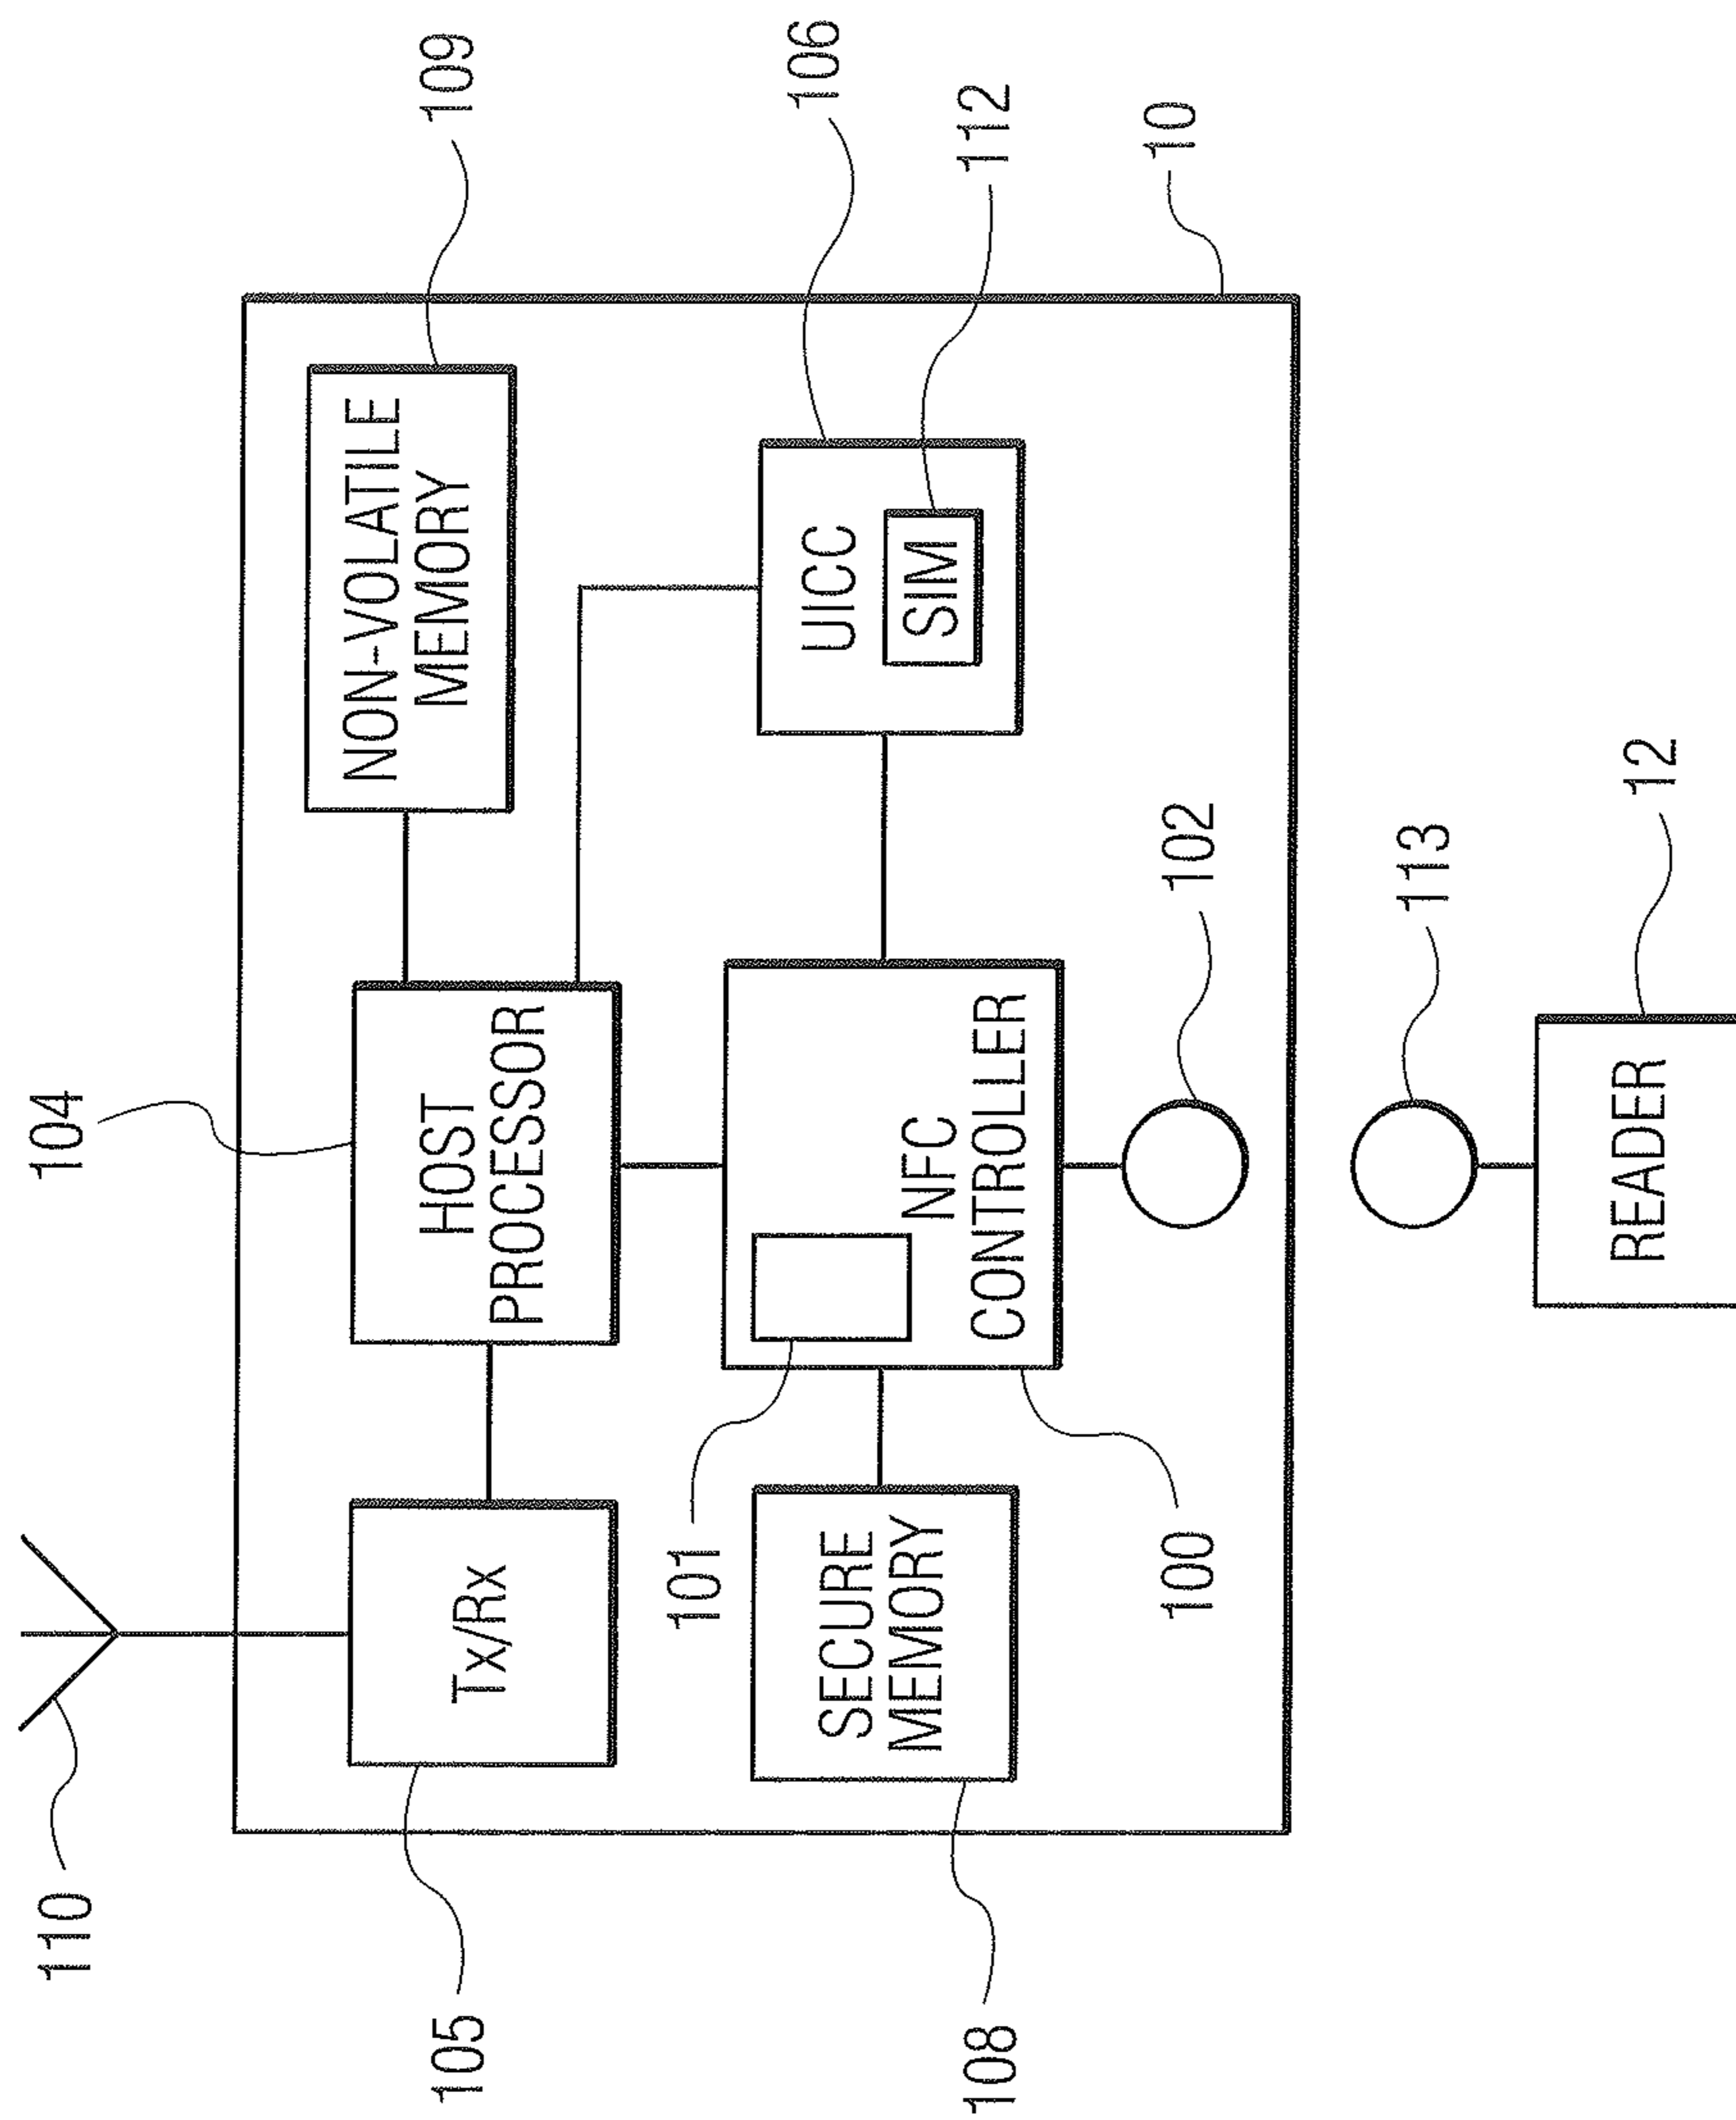 110
104
109
105
Tx/Rx
HOST
PROCESSOR
NON-VOLATILE
MEMORY
101
106
SECURE
MEMORY
NFC
CONTROLLER
UICC
SIM
112
108
100
102
10
113
READER
12